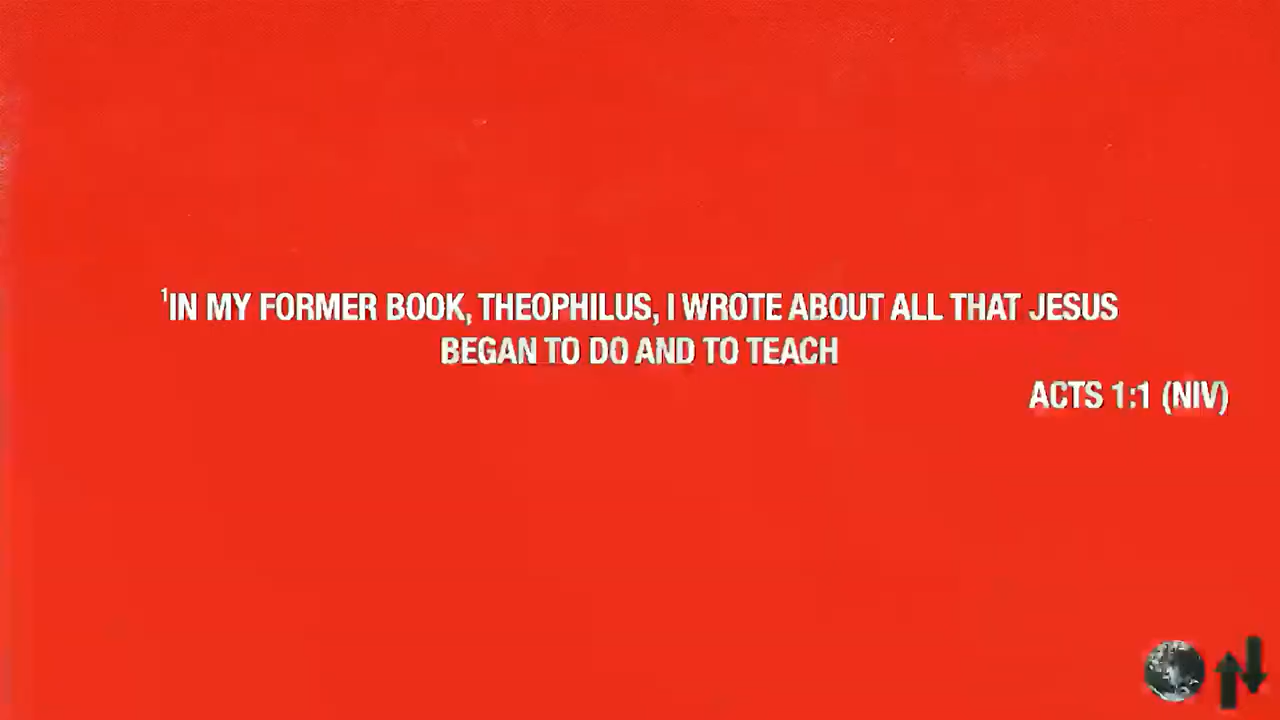 ¹IN MY FORMER BOOK, THEOPHILUS, I WROTE ABOUT ALL THAT JESUS
BEGAN TO DO AND TO TEACH
ACTS 1:1 (NIV)